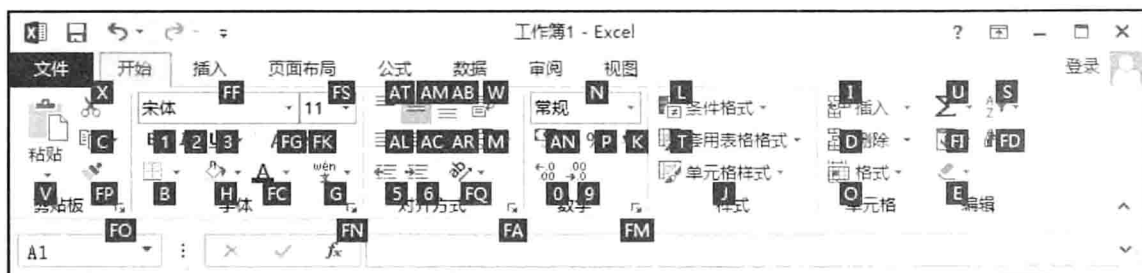 工作簿1 - Excel ?
文件 开始 插入 页面布局 公式 数据 审阅 视图 登录
X FF FS AT AM AB W N L I U S
宋体 11 常规 条件格式 插入
C 1 2 3 FG FK AL AC AR M AN P K T D FI FD
粘贴 套用表格格式 删除
A wén 单元格样式 格式
V FP B H FC G 5 6 FQ 0 9 J O E
剪贴板 字体 对齐方式 数字 样式 单元格 编辑
FO FN FA FM
A1 fx